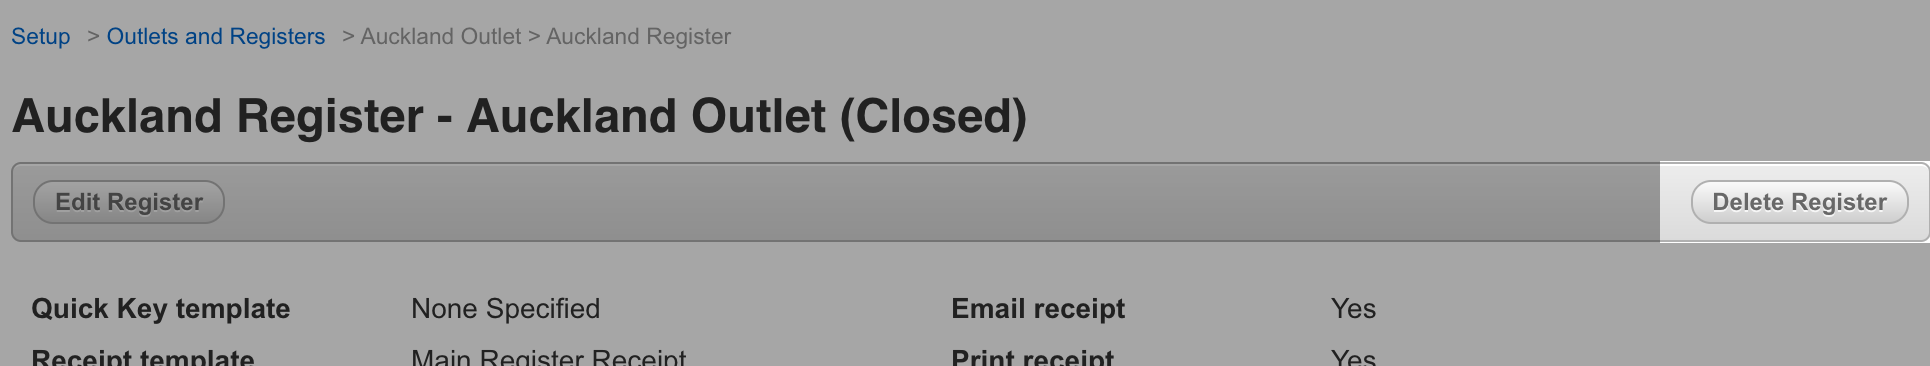 Setup > Outlets and Registers > Auckland Outlet > Auckland Register
Auckland Register - Auckland Outlet (Closed)
Edit Register Delete Register
Quick Key template None Specified Email receipt Yes
Receipt template Main Register Receipt Print receipt Yes